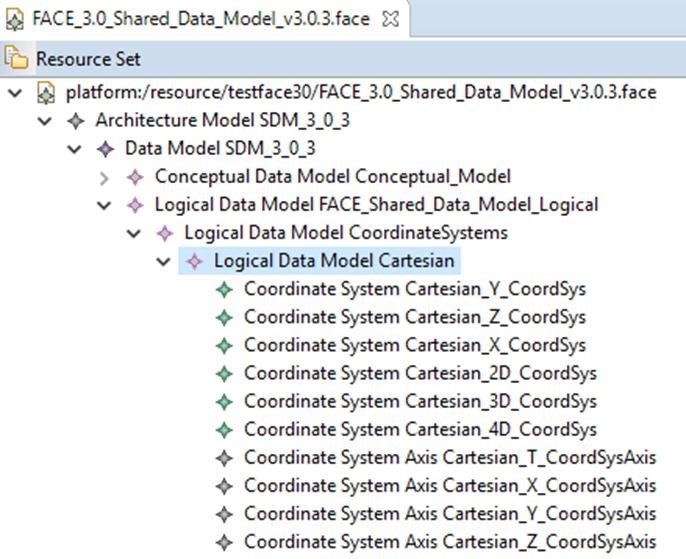 FACE_3.0_Shared_Data_Model_v3.0.3.face
Resource Set
platform:/resource/testface30/FACE_3.0_Shared_Data_Model_v3.0.3.face
Architecture Model SDM_3_0_3
Data Model SDM_3_0_3
Conceptual Data Model Conceptual_Model
Logical Data Model FACE_Shared_Data_Model_Logical
Logical Data Model CoordinateSystems
Logical Data Model Cartesian
Coordinate System Cartesian_Y_CoordSys
Coordinate System Cartesian_Z_CoordSys
Coordinate System Cartesian_X_CoordSys
Coordinate System Cartesian_2D_CoordSys
Coordinate System Cartesian_3D_CoordSys
Coordinate System Cartesian_4D_CoordSys
Coordinate System Axis Cartesian_T_CoordSysAxis
Coordinate System Axis Cartesian_X_CoordSysAxis
Coordinate System Axis Cartesian_Y_CoordSysAxis
Coordinate System Axis Cartesian_Z_CoordSysAxis